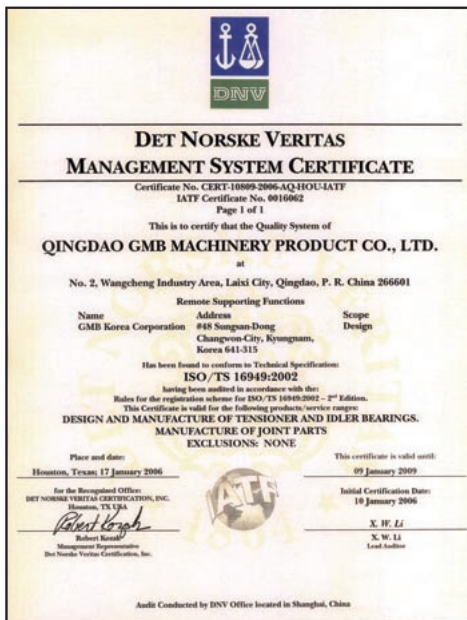 DNV
DET NORSKE VERITAS
MANAGEMENT SYSTEM CERTIFICATE
Certificate No. CERT-10809-2006-AQ-HOU-IATF
IATF Certificate No. 0016062
Page 1 of 1
This is to certify that the Quality System of
QINGDAO GMB MACHINERY PRODUCT CO., LTD.
at
No. 2, Wangcheng Industry Area, Laixi City, Qingdao, P. R. China 266601
Remote Supporting Functions
Name Address Scope
GMB Korea Corporation #48 Sungsan-Dong Design
Changwon-City, Kyungnam,
Korea 641-315
Has been found to conform to Technical Specification:
ISO/TS 16949:2002
having been audited in accordance with the:
Rules for the registration scheme for ISO/TS 16949:2002 – 2nd Edition.
This Certificate is valid for the following products/service ranges:
DESIGN AND MANUFACTURE OF TENSIONER AND IDLER BEARINGS.
MANUFACTURE OF JOINT PARTS
EXCLUSIONS: NONE
Place and date: This certificate is valid until:
Houston, Texas; 17 January 2006 09 January 2009
for the Recognized Office: Initial Certification Date:
DET NORSKE VERITAS CERTIFICATION, INC. 10 January 2006
Houston, TX USA
IATF
Robert Kozak X. W. Li
Robert Kozak X. W. Li
Management Representative Lead Auditor
Det Norske Veritas Certification, Inc.
1864
Audit Conducted by DNV Office located in Shanghai, China